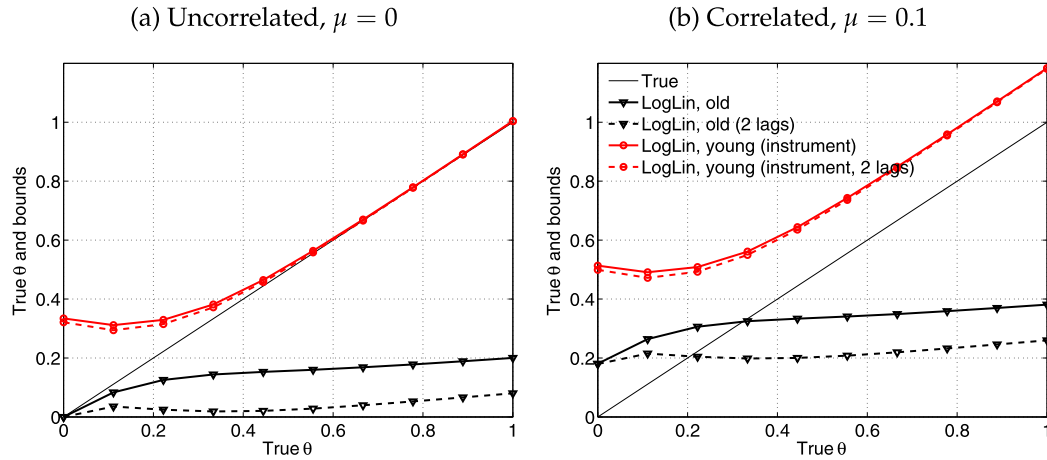 (a) Uncorrelated, μ = 0
True θ and bounds
1
0.8
0.6
0.4
0.2
0
0
0.2
0.4
0.6
0.8
1
True θ
(b) Correlated, μ = 0.1
True
LogLin, old
LogLin, old (2 lags)
LogLin, young (instrument)
LogLin, young (instrument, 2 lags)
True θ and bounds
1
0.8
0.6
0.4
0.2
0
0
0.2
0.4
0.6
0.8
1
True θ